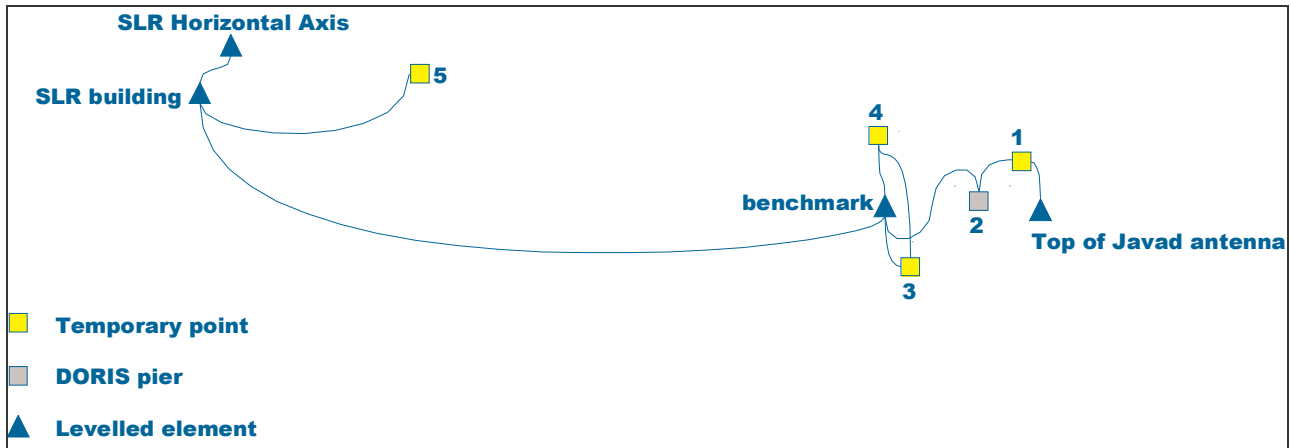 SLR Horizontal Axis
SLR building
5
4
1
benchmark
2
Top of Javad antenna
3
Temporary point
DORIS pier
Levelled element